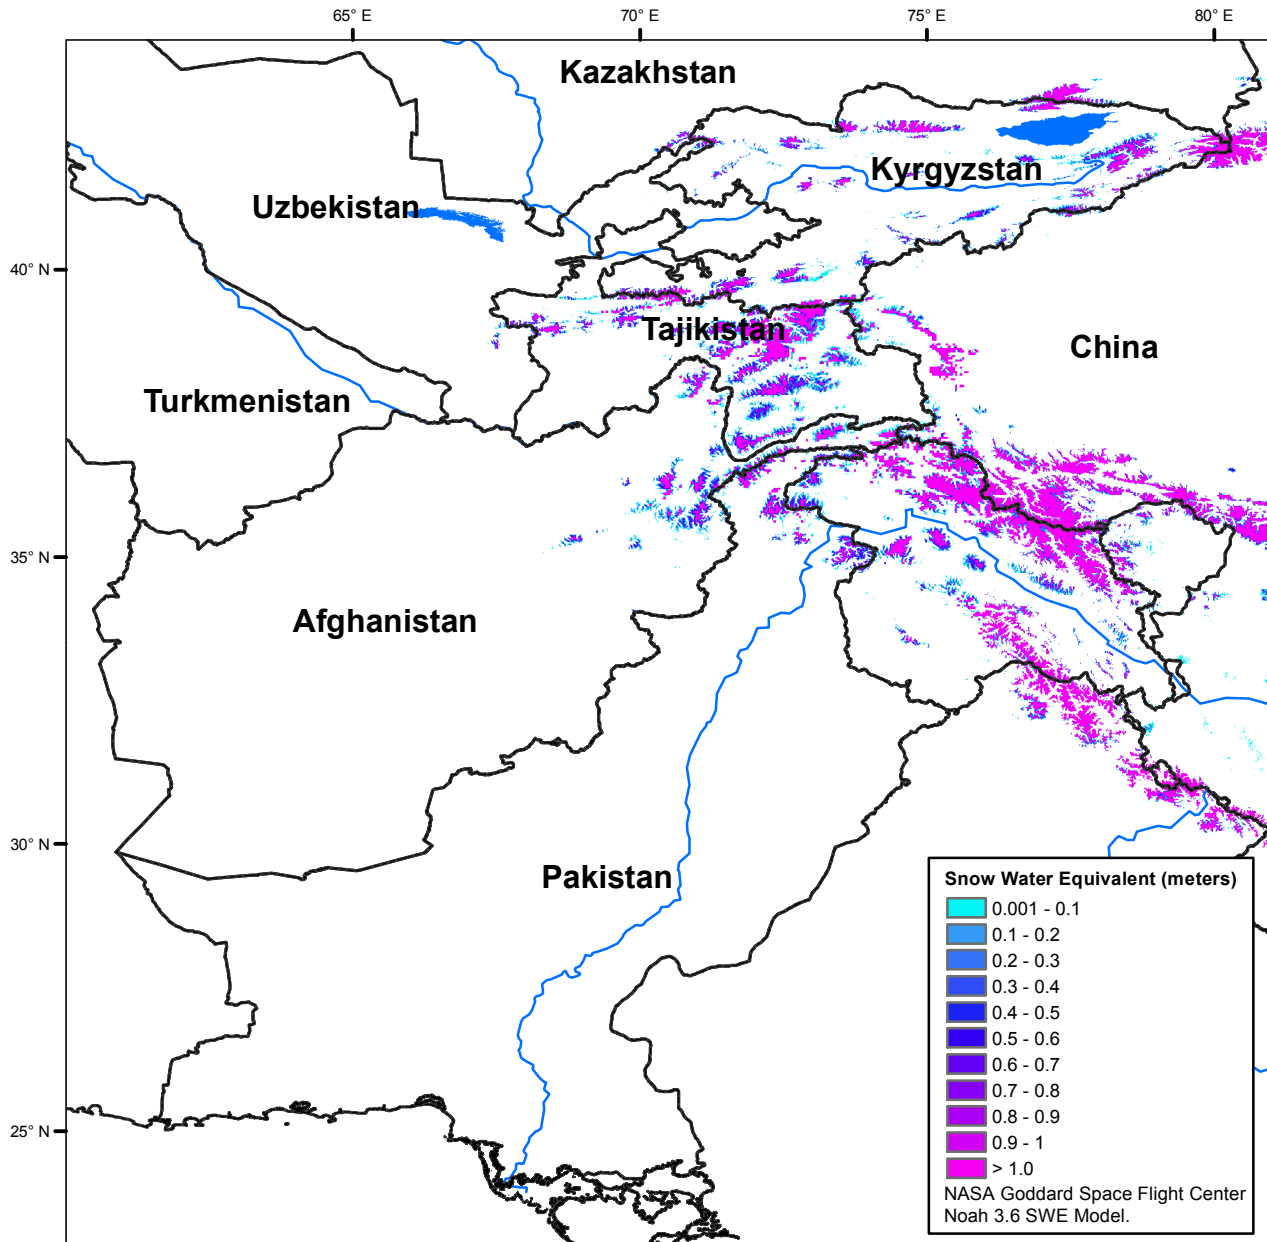 65° E
70° E
75° E
80° E
Kazakhstan
Kyrgyzstan
Uzbekistan
40° N
Tajikistan
China
Turkmenistan
35° N
Afghanistan
30° N
Pakistan
25° N
Snow Water Equivalent (meters)
0.001 - 0.1
0.1 - 0.2
0.2 - 0.3
0.3 - 0.4
0.4 - 0.5
0.5 - 0.6
0.6 - 0.7
0.7 - 0.8
0.8 - 0.9
0.9 - 1
> 1.0
NASA Goddard Space Flight Center
Noah 3.6 SWE Model.